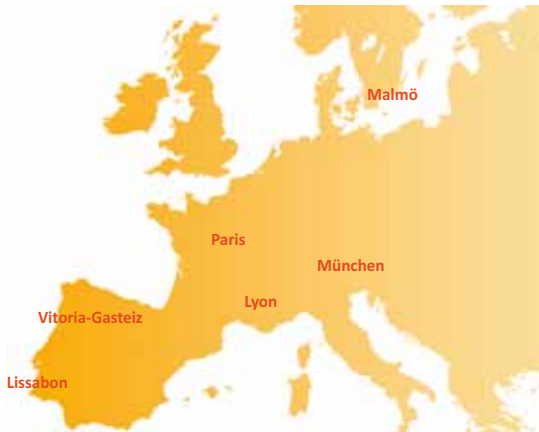 Malmö
Paris
München
Lyon
Vitoria-Gasteiz
Lissabon